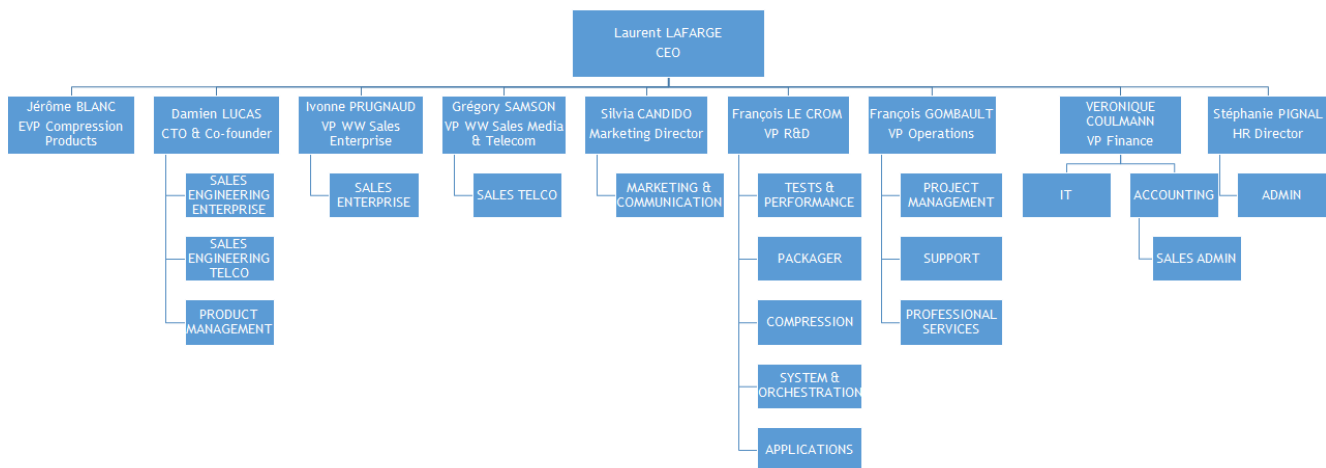 Laurent LAFARGE
CEO
Jérôme BLANC
EVP Compression
Products
Damien LUCAS
CTO & Co-founder
Ivonne PRUGNAUD
VP WW Sales
Enterprise
Grégory SAMSON
VP WW Sales Media
& Telecom
Silvia CANDIDO
Marketing Director
François LE CROM
VP R&D
François GOMBAULT
VP Operations
VERONIQUE
COULMANN
VP Finance
Stéphanie PIGNAL
HR Director
SALES
ENGINEERING
ENTERPRISE
SALES
ENGINEERING
TELCO
PRODUCT
MANAGEMENT
SALES
ENTERPRISE
SALES TELCO
MARKETING &
COMMUNICATION
TESTS &
PERFORMANCE
PACKAGER
COMPRESSION
SYSTEM &
ORCHESTRATION
APPLICATIONS
PROJECT
MANAGEMENT
SUPPORT
PROFESSIONAL
SERVICES
IT
ACCOUNTING
SALES ADMIN
ADMIN